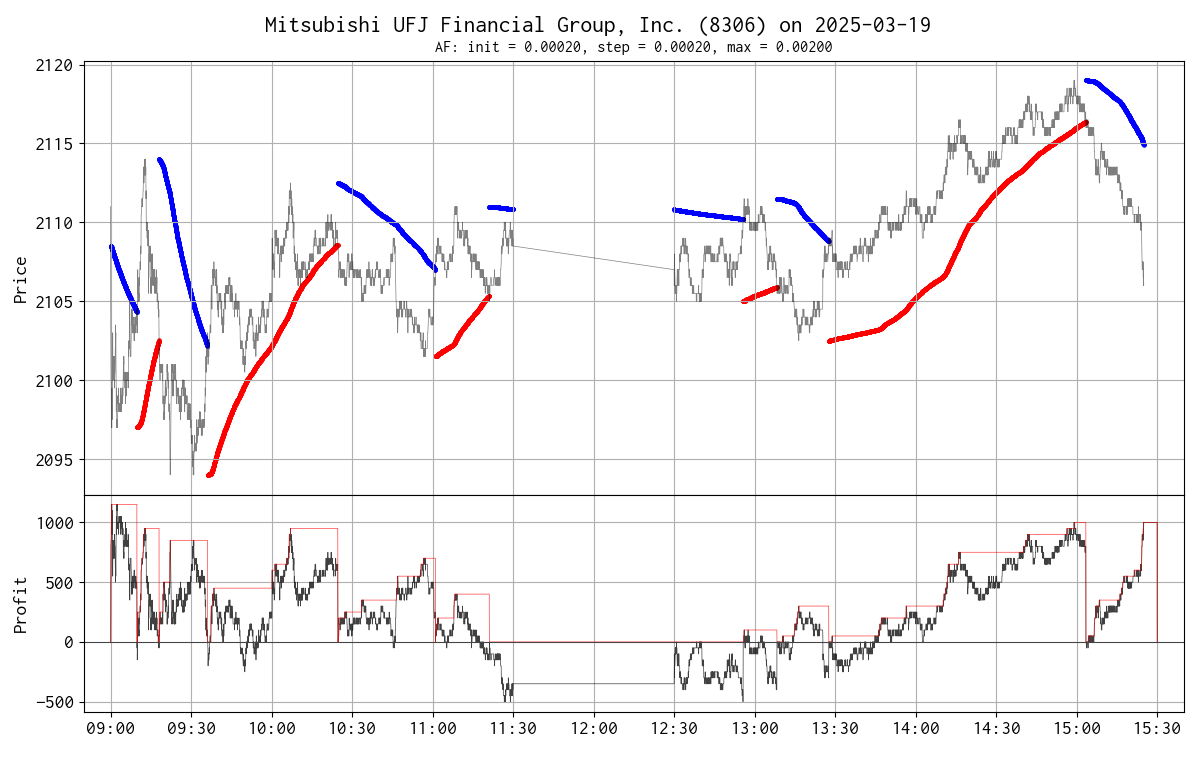 Mitsubishi UFJ Financial Group, Inc. (8306) on 2025-03-19
AF: init = 0.00020, step = 0.00020, max = 0.00200
Price
2120
2115
2110
2105
2100
2095
Profit
1000
500
0
−500
09:00 09:30 10:00 10:30 11:00 11:30 12:00 12:30 13:00 13:30 14:00 14:30 15:00 15:30